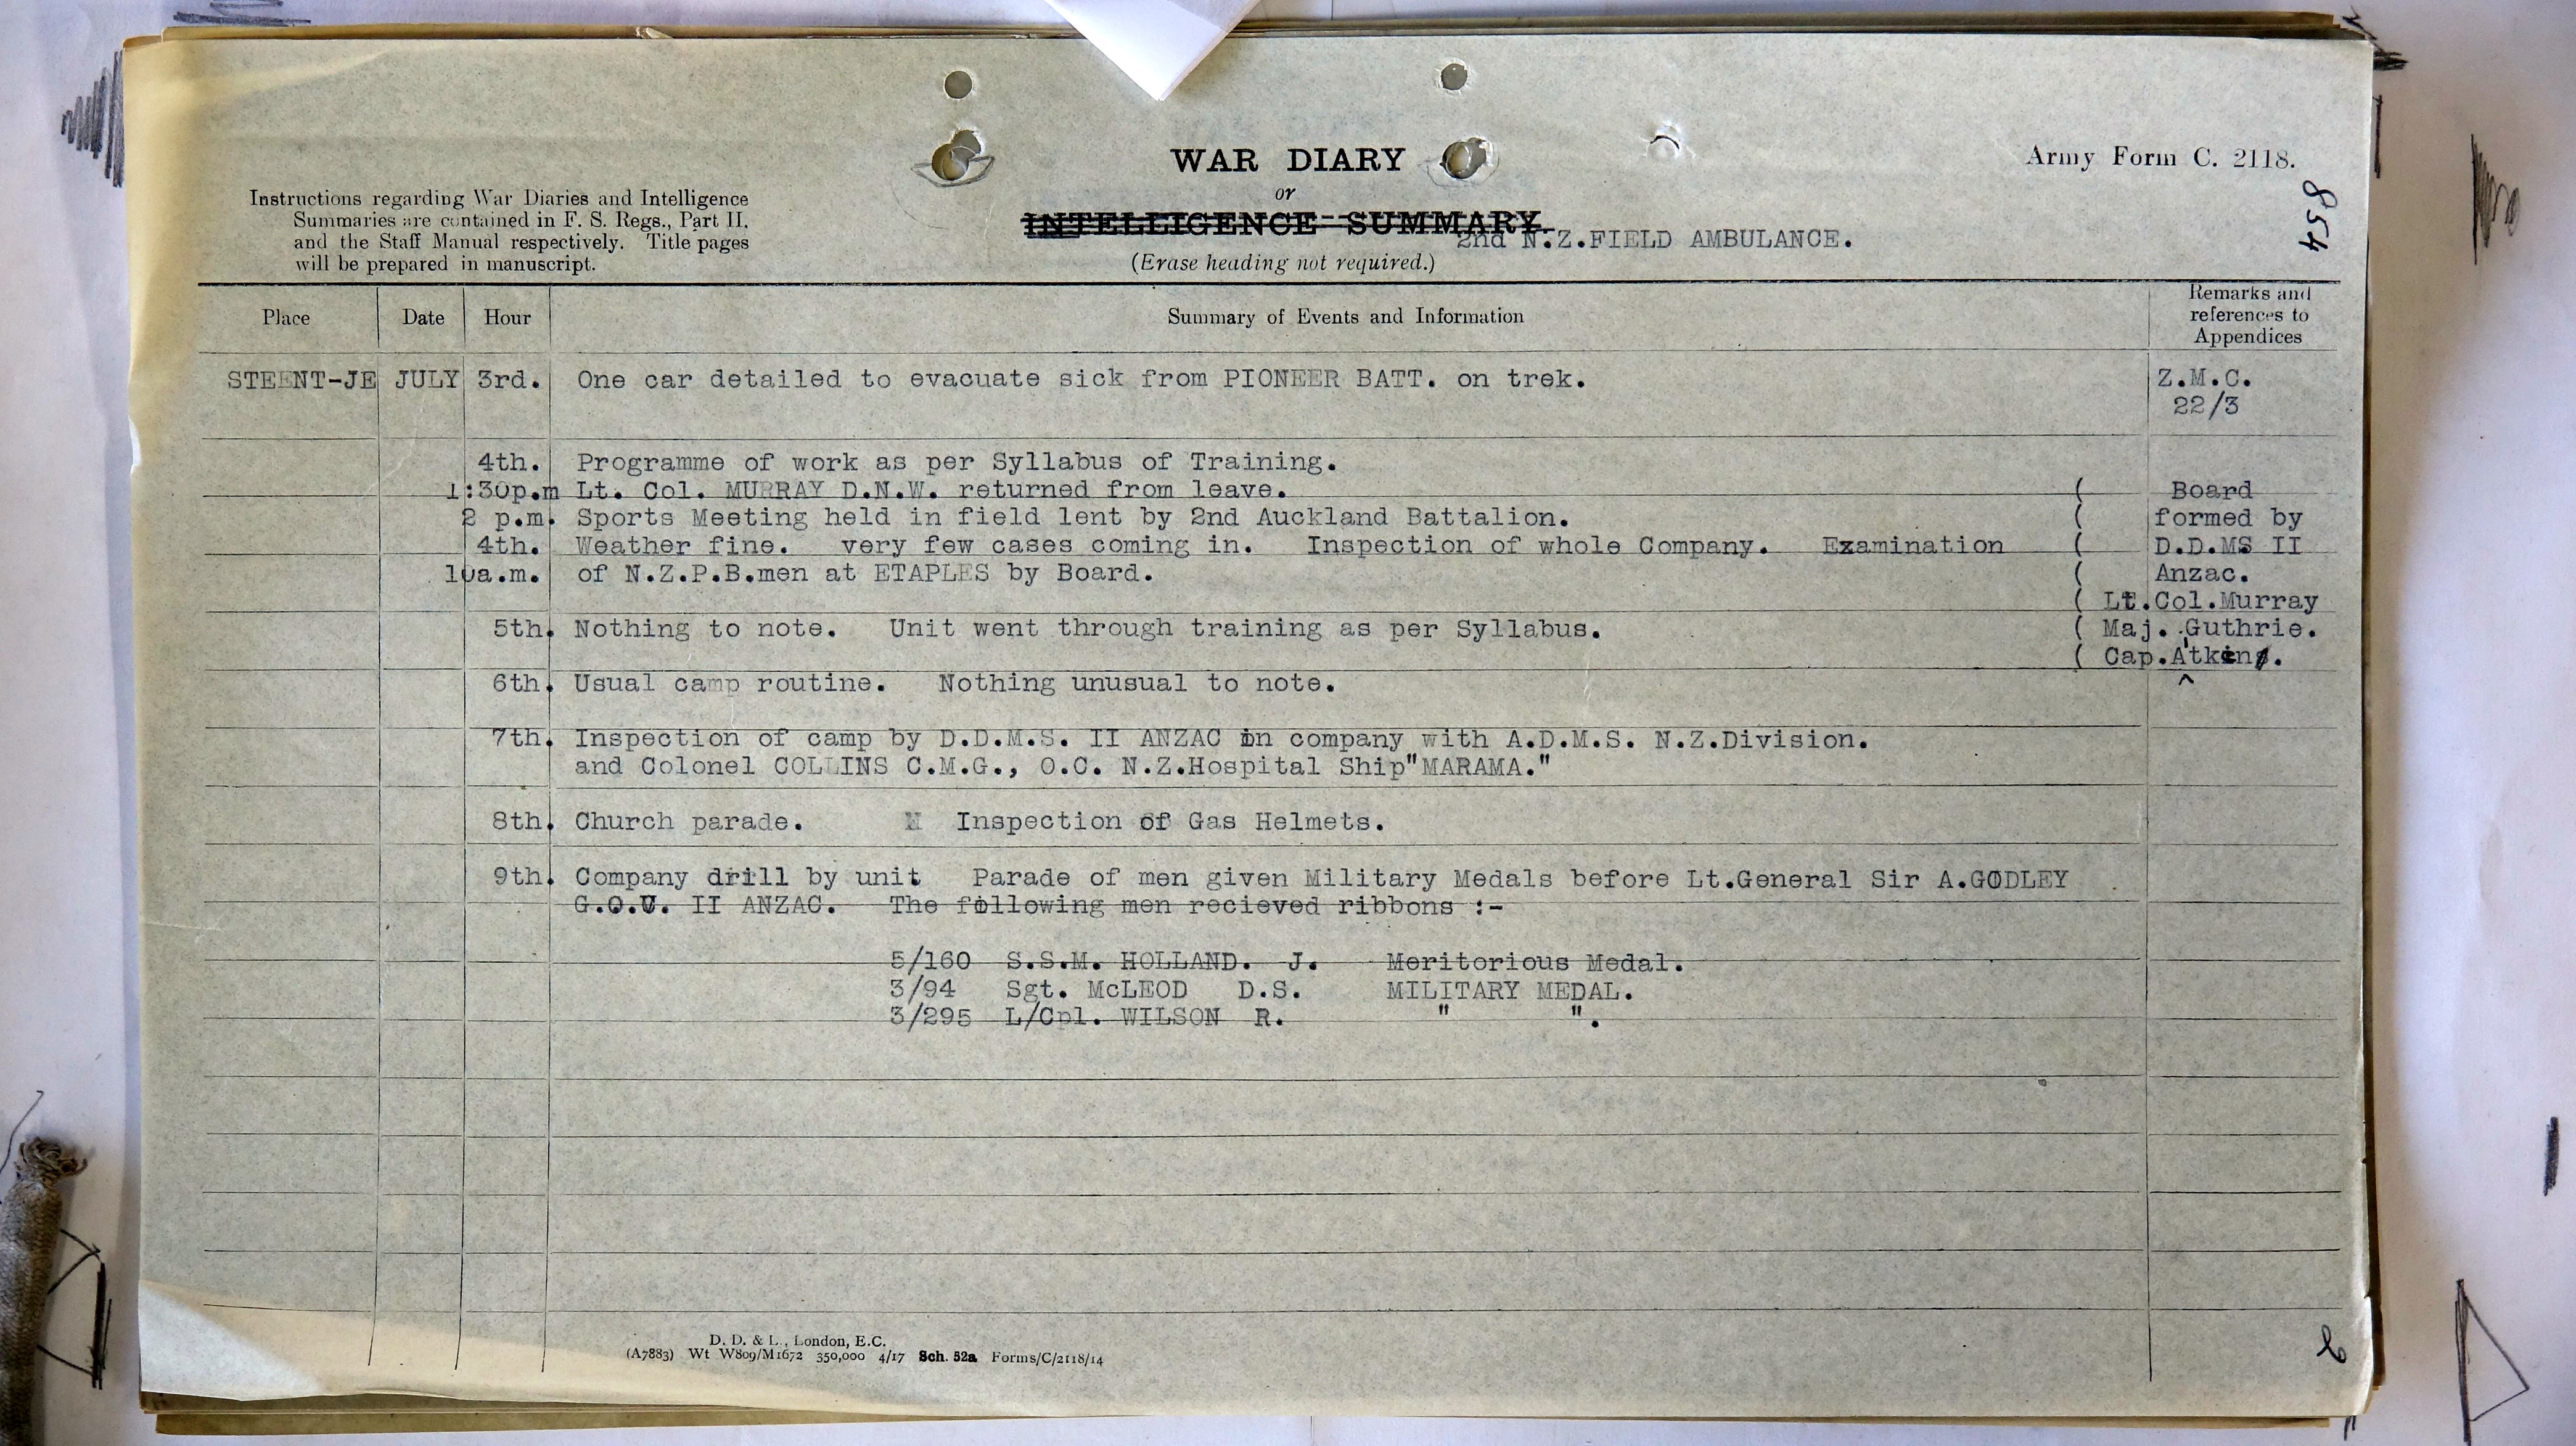 WAR DIARY
Army Form C. 2118.
or
INTELLIGENCE SUMMARY.
2nd N.Z.FIELD AMBULANCE.
(Erase heading not required.)
854
Instructions regarding War Diaries and Intelligence
Summaries are contained in F. S. Regs., Part II,
and the Staff Manual respectively. Title pages
will be prepared in manuscript.
Place Date Hour Summary of Events and Information Remarks and
references to
Appendices
STEENT-JE JULY 3rd. One car detailed to evacuate sick from PIONEER BATT. on trek. Z.M.C.
22/3
4th. Programme of work as per Syllabus of Training.
1:30p.m Lt. Col. MURRAY D.N.W. returned from leave. ( Board
2 p.m. Sports Meeting held in field lent by 2nd Auckland Battalion. ( formed by
4th. Weather fine. very few cases coming in. Inspection of whole Company. Examination ( D.D.MS II
10a.m. of N.Z.P.B.men at ETAPLES by Board. ( Anzac.
( Lt.Col.Murray
5th. Nothing to note. Unit went through training as per Syllabus. ( Maj. Guthrie.
( Cap.
6th. Usual camp routine. Nothing unusual to note.
7th. Inspection of camp by D.D.M.S. II ANZAC in company with A.D.M.S. N.Z.Division.
and Colonel COLLINS C.M.G., O.C. N.Z.Hospital Ship"MARAMA."
8th. Church parade. Inspection of Gas Helmets.
9th. Company drill by unit Parade of men given Military Medals before Lt.General Sir A.GODLEY
II ANZAC. The following men recieved ribbons :-
5/160 S.S.M. HOLLAND. J. Meritorious Medal.
3/94 Sgt. McLEOD D.S. MILITARY MEDAL.
3/295 L/Cpl. WILSON R. " ".
D. D. & L., London, E.C.
(A7883) Wt W809/M1672 350,000 4/17 Sch. 52a Forms/C/2118/14
2